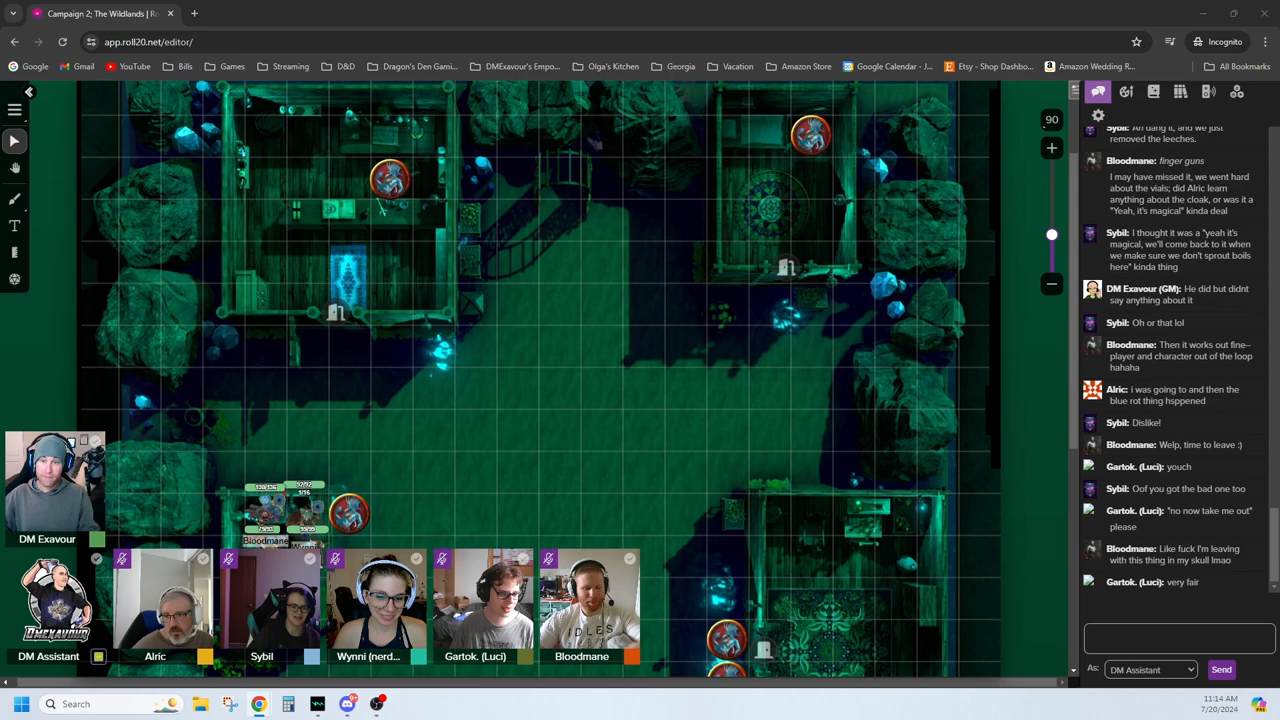 Campaign 2; The Wildlands | Ro
app.roll20.net/editor/
Incognito
Google
Gmail
YouTube
Bills
Games
Streaming
D&D
Dragon's Den Gami...
DMExavour's Empo...
Olga's Kitchen
Georgia
Vacation
Amazon Store
Google Calendar - J...
Etsy - Shop Dashbo...
Amazon Wedding R...
All Bookmarks
90
Sybil: Ah dang it, and we just
removed the leeches.
Bloodmane: finger guns
I may have missed it, we went hard
about the vials; did Alric learn
anything about the cloak, or was it a
"Yeah, it's magical" kinda deal
Sybil: I thought it was a "yeah it's
magical, we'll come back to it when
we make sure we don't sprout boils
here" kinda thing
DM Exavour (GM): He did but didnt
say anything about it
Sybil: Oh or that lol
Bloodmane: Then it works out fine--
player and character out of the loop
hahaha
Alric: i was going to and then the
blue rot thing hsppened
Sybil: Dislike!
Bloodmane: Welp, time to leave :)
Gartok. (Luci): youch
Sybil: Oof you got the bad one too
Gartok. (Luci): "no now take me out"
please
Bloodmane: Like fuck I'm leaving
with this thing in my skull lmao
Gartok. (Luci): very fair
As:
DM Assistant
Send
130/136
92/92
1/16
Bloodmane
Wynni
DM Exavour
DMEXAVOUR
IDLES
DM Assistant
Alric
Sybil
Wynni (nerd...
Gartok. (Luci)
Bloodmane
Search
9+
11:14 AM
7/20/2024